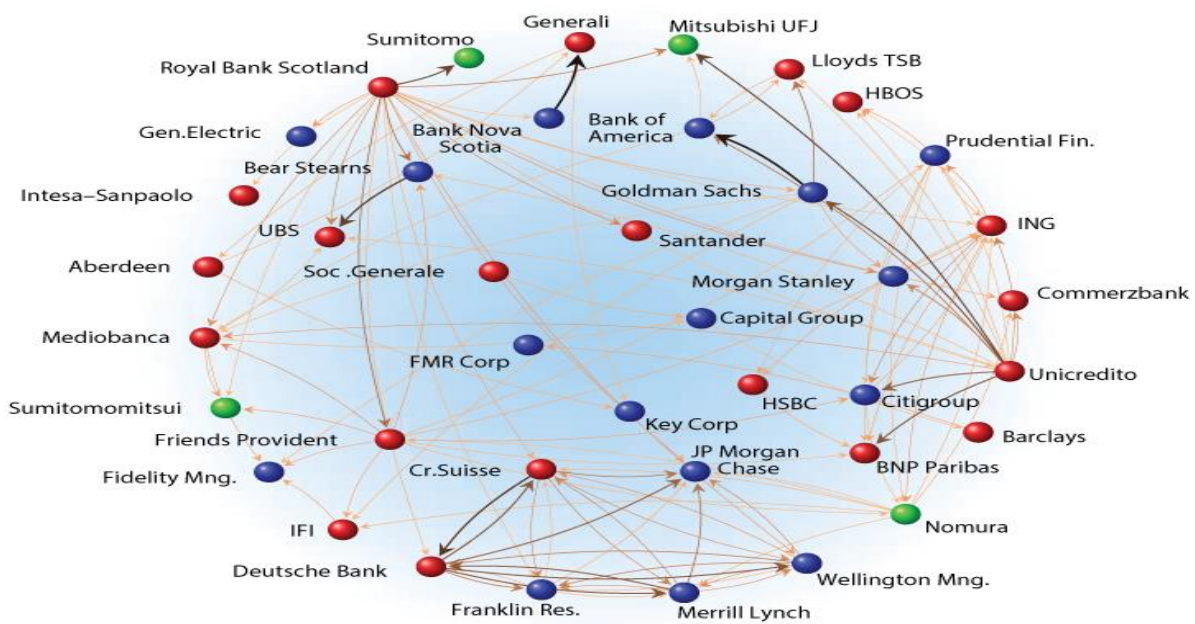 Generali
Mitsubishi UFJ
Sumitomo
Royal Bank Scotland
Lloyds TSB
HBOS
Gen.Electric
Bank Nova
Scotia
Bank of
America
Prudential Fin.
Bear Stearns
Goldman Sachs
Intesa-Sanpaolo
UBS
Santander
ING
Aberdeen
Soc .Generale
Morgan Stanley
Commerzbank
Mediobanca
Capital Group
FMR Corp
Unicredito
Sumitomomitsui
HSBC
Citigroup
Friends Provident
Key Corp
Barclays
Fidelity Mng.
Cr.Suisse
JP Morgan
Chase
BNP Paribas
IFI
Nomura
Deutsche Bank
Wellington Mng.
Franklin Res.
Merrill Lynch